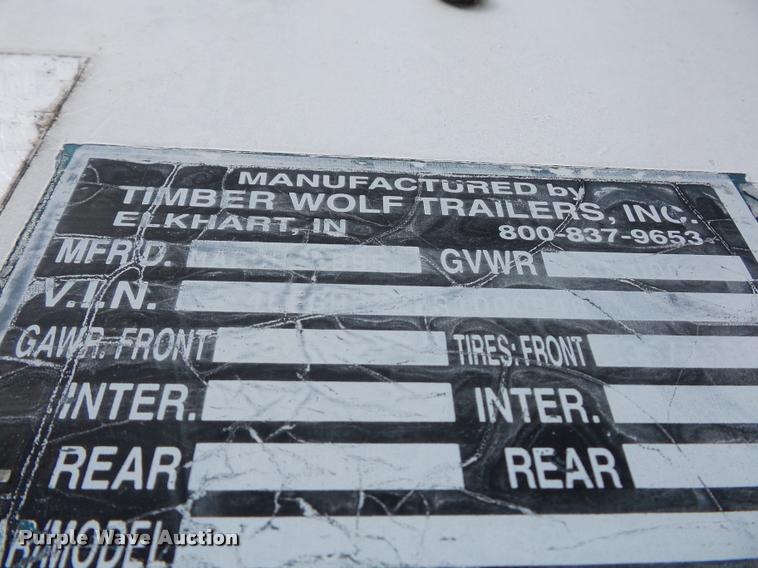 MANUFACTURED by
TIMBER WOLF TRAILERS, INC.
ELKHART, IN 800-837-9653
MFR'D. GVWR
V.I.N.
GAWR. FRONT TIRES: FRONT
INTER. INTER.
REAR REAR
R/MODEL
Purple Wave Auction